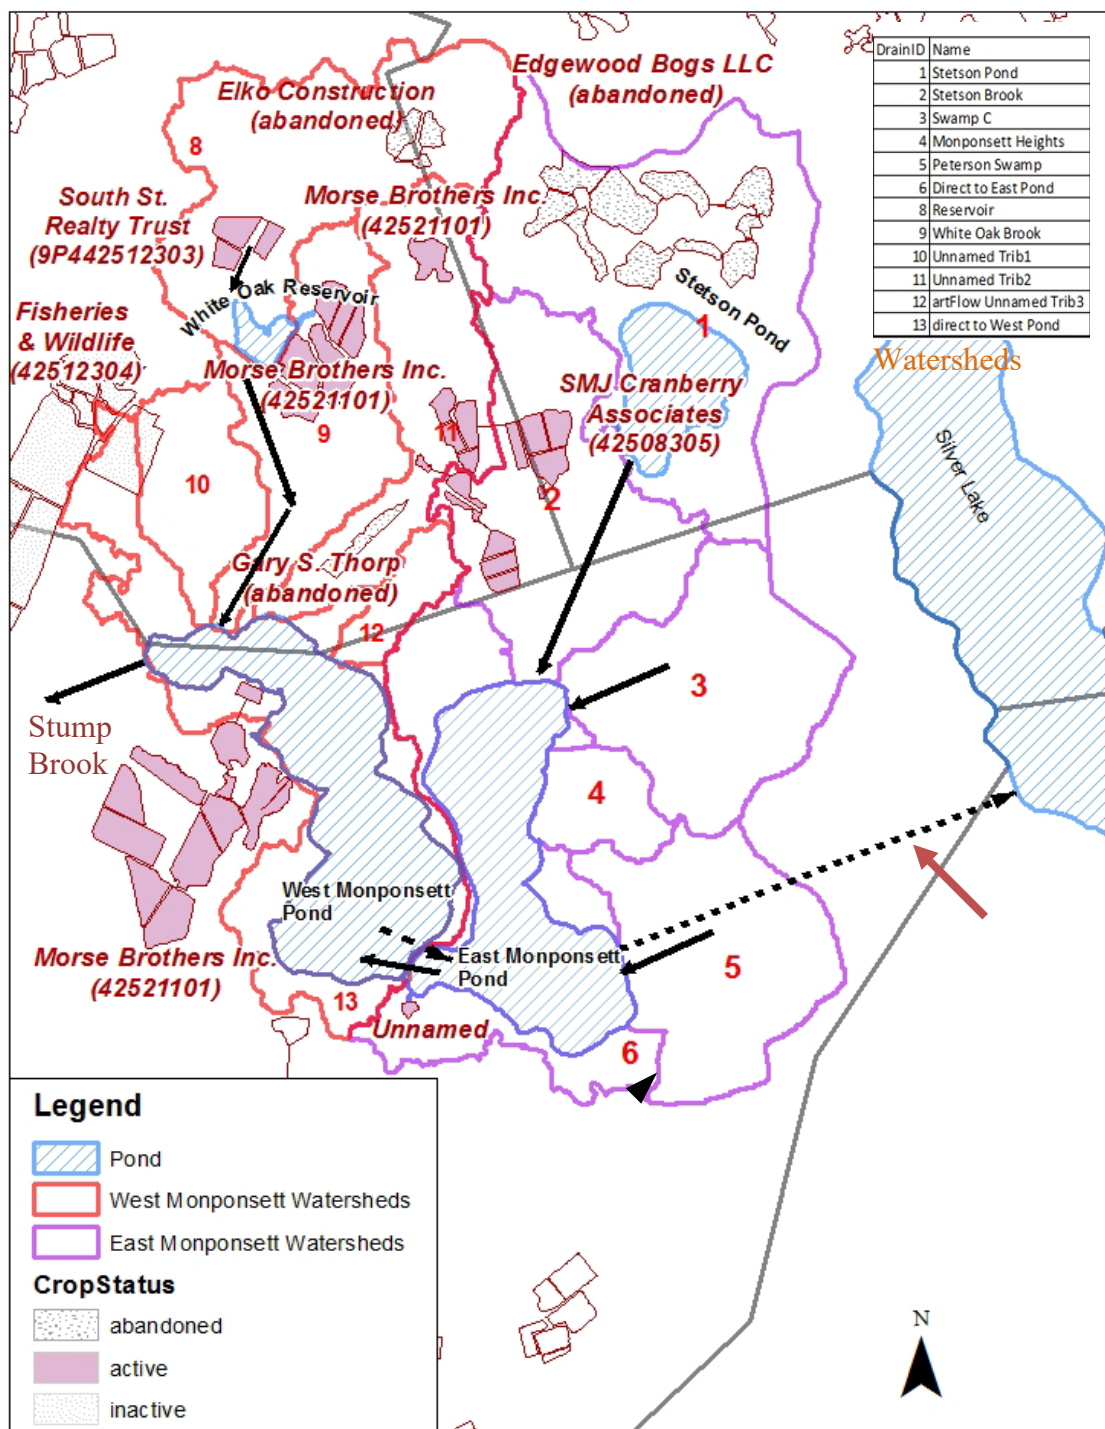 DrainID Name
1 Stetson Pond
2 Stetson Brook
3 Swamp C
4 Monponsett Heights
5 Peterson Swamp
6 Direct to East Pond
8 Reservoir
9 White Oak Brook
10 Unnamed Trib1
11 Unnamed Trib2
12 artFlow Unnamed Trib3
13 direct to West Pond
Watersheds
Edgewood Bogs LLC
(abandoned)
Elko Construction
(abandoned)
8
South St.
Realty Trust
(9P442512303)
Morse Brothers Inc.
(42521101)
White Oak Reservoir
Stetson Pond
1
Fisheries
& Wildlife
(42512304)
Morse Brothers Inc.
(42521101)
SMJ Cranberry
Associates
(42508305)
9
11
10
2
Silver Lake
Gary S. Thorp
(abandoned)
12
3
Stump
Brook
4
West Monponsett
Pond
East Monponsett
Pond
5
Morse Brothers Inc.
(42521101)
13
Unnamed
6
Legend
Pond
West Monponsett Watersheds
East Monponsett Watersheds
CropStatus
abandoned
active
inactive
N